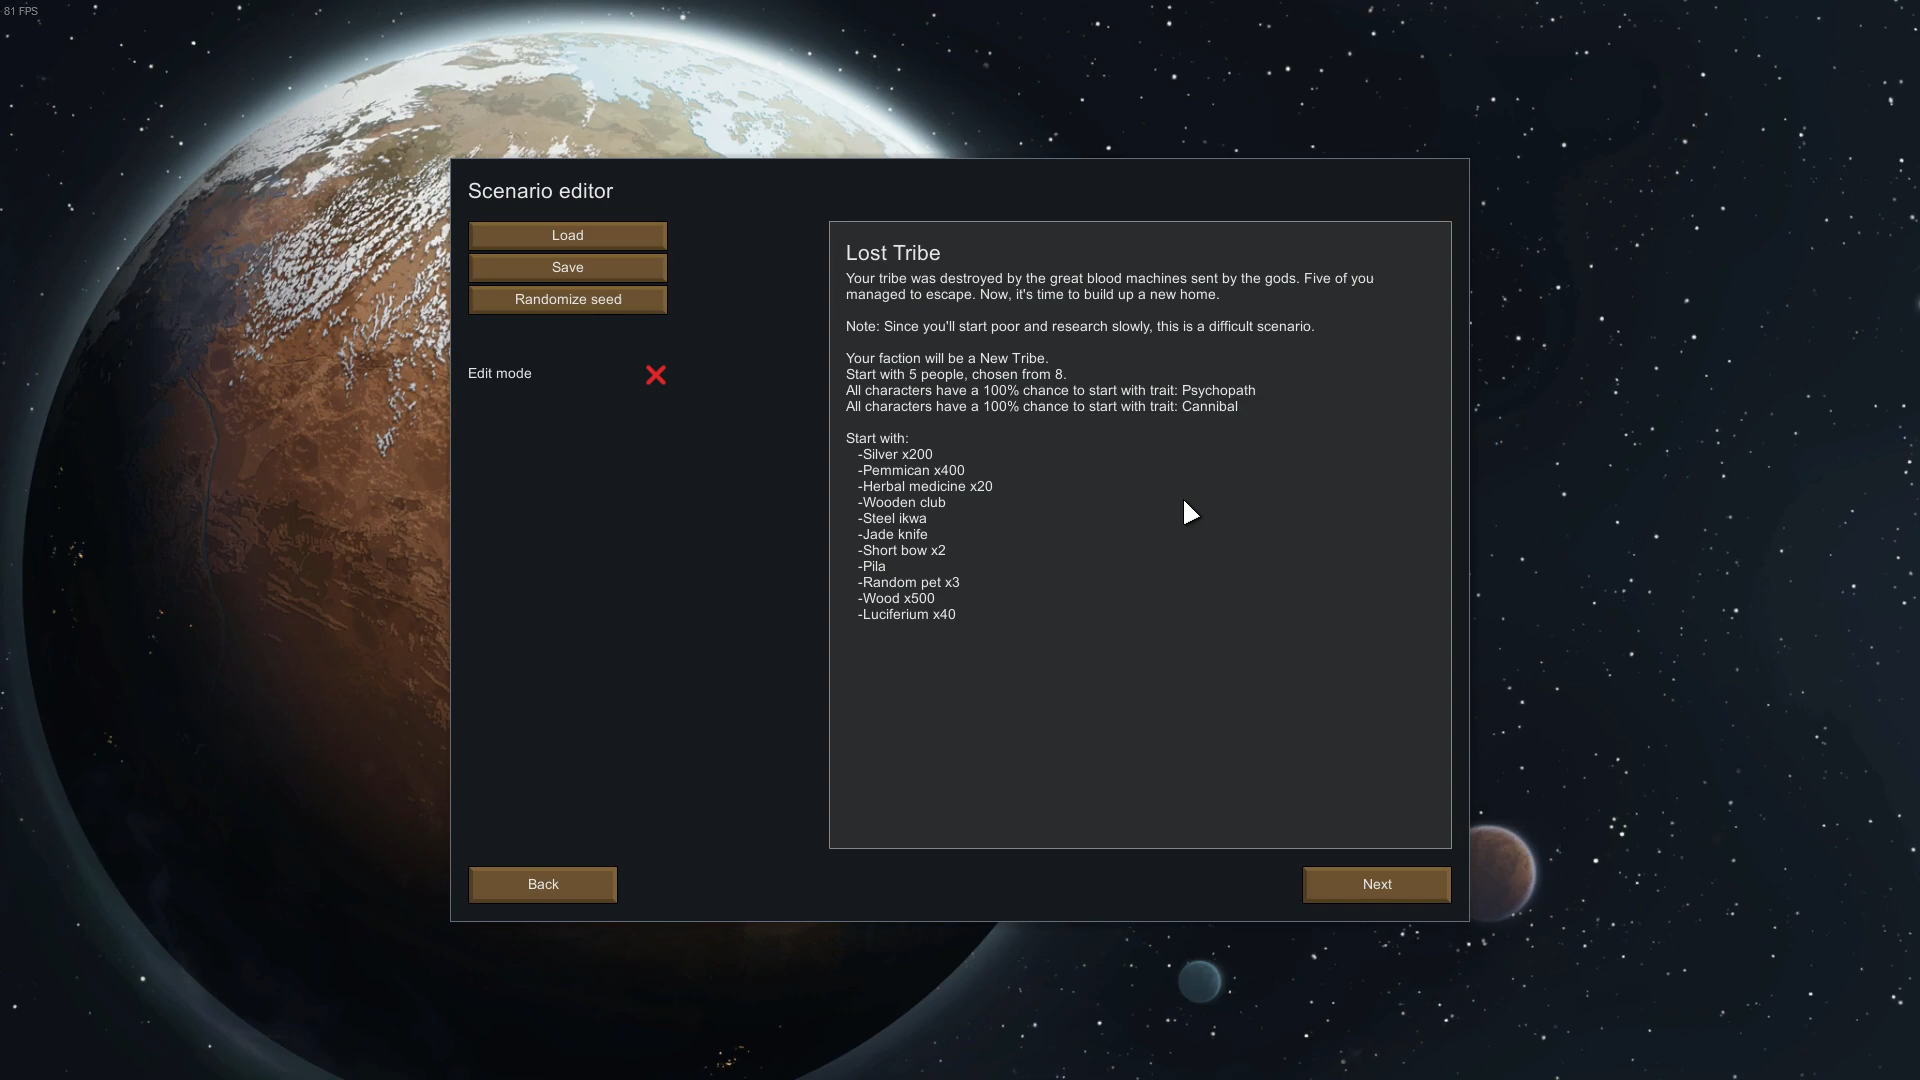 81 FPS
Scenario editor
Load
Save
Randomize seed
Edit mode
Lost Tribe
Your tribe was destroyed by the great blood machines sent by the gods. Five of you
managed to escape. Now, it's time to build up a new home.
Note: Since you'll start poor and research slowly, this is a difficult scenario.
Your faction will be a New Tribe.
Start with 5 people, chosen from 8.
All characters have a 100% chance to start with trait: Psychopath
All characters have a 100% chance to start with trait: Cannibal
Start with:
-Silver x200
-Pemmican x400
-Herbal medicine x20
-Wooden club
-Steel ikwa
-Jade knife
-Short bow x2
-Pila
-Random pet x3
-Wood x500
-Luciferium x40
Back
Next